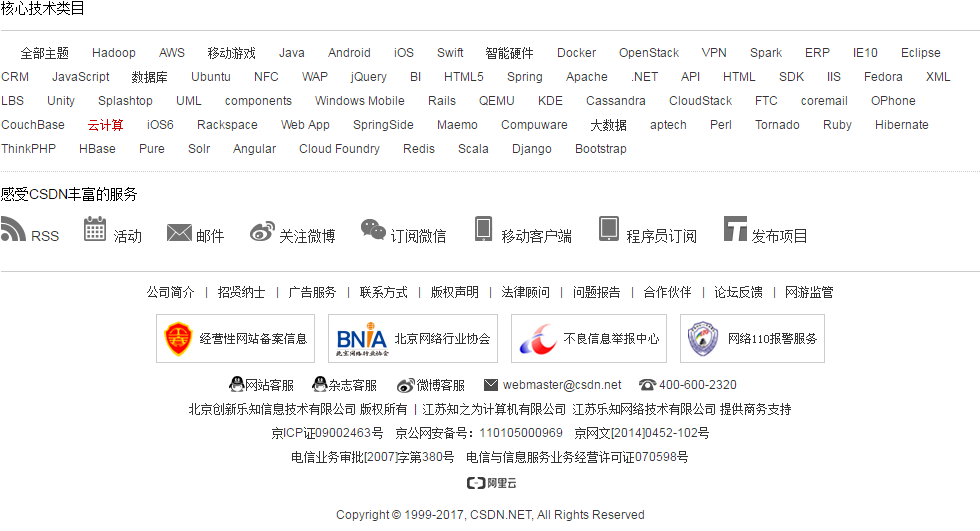 核心技术类目
全部主题 Hadoop AWS 移动游戏 Java Android iOS Swift 智能硬件 Docker OpenStack VPN Spark ERP IE10 Eclipse
CRM JavaScript 数据库 Ubuntu NFC WAP jQuery BI HTML5 Spring Apache .NET API HTML SDK IIS Fedora XML
LBS Unity Splashtop UML components Windows Mobile Rails QEMU KDE Cassandra CloudStack FTC coremail OPhone
CouchBase 云计算 iOS6 Rackspace Web App SpringSide Maemo Compuware 大数据 aptech Perl Tornado Ruby Hibernate
ThinkPHP HBase Pure Solr Angular Cloud Foundry Redis Scala Django Bootstrap
感受CSDN丰富的服务
RSS 活动 邮件 关注微博 订阅微信 移动客户端 程序员订阅 发布项目
公司简介 | 招贤纳士 | 广告服务 | 联系方式 | 版权声明 | 法律顾问 | 问题报告 | 合作伙伴 | 论坛反馈 | 网游监管
经营性网站备案信息 BNIA 北京网络行业协会 北京网络行业协会 不良信息举报中心 网络110报警服务
网站客服 杂志客服 微博客服 webmaster@csdn.net 400-600-2320
北京创新乐知信息技术有限公司 版权所有 | 江苏知之为计算机有限公司 江苏乐知网络技术有限公司 提供商务支持
京ICP证09002463号 京公网安备号：110105000969 京网文[2014]0452-102号
电信业务审批[2007]字第380号 电信与信息服务业务经营许可证070598号
阿里云
Copyright © 1999-2017, CSDN.NET, All Rights Reserved